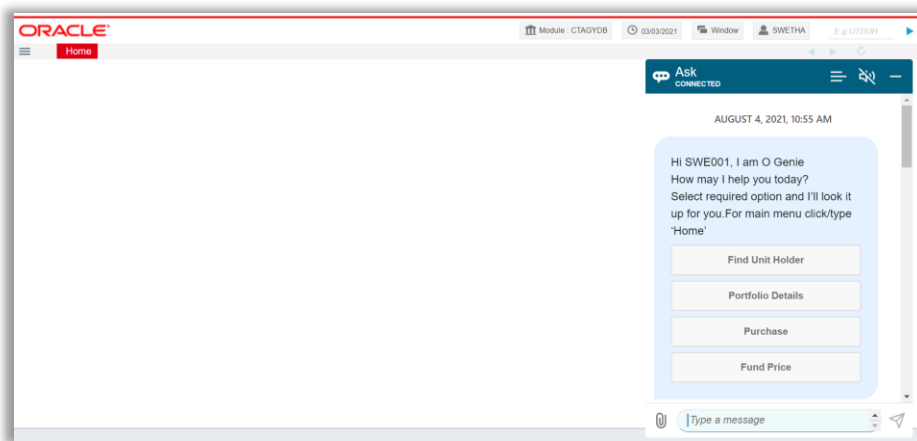 ORACLE®
Module : CTAGYDB
03/03/2021
Window
SWETHA
E.g.UTDUH
Home
Ask
CONNECTED
AUGUST 4, 2021, 10:55 AM
Hi SWE001, I am O Genie
How may I help you today?
Select required option and I'll look it
up for you.For main menu click/type
‘Home’
Find Unit Holder
Portfolio Details
Purchase
Fund Price
Type a message